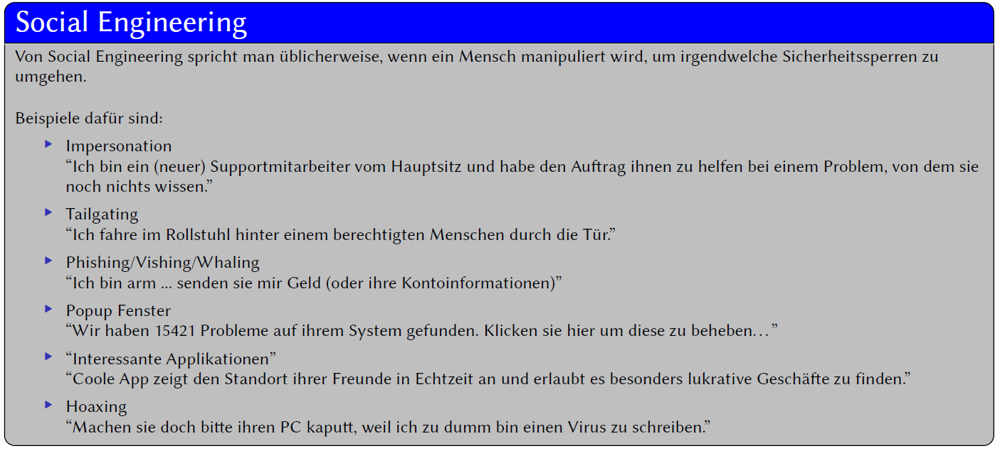 Social Engineering
Von Social Engineering spricht man üblicherweise, wenn ein Mensch manipuliert wird, um irgendwelche Sicherheitssperren zu
umgehen.
Beispiele dafür sind:
Impersonation
“Ich bin ein (neuer) Supportmitarbeiter vom Hauptsitz und habe den Auftrag ihnen zu helfen bei einem Problem, von dem sie
noch nichts wissen.”
Tailgating
“Ich fahre im Rollstuhl hinter einem berechtigten Menschen durch die Tür.”
Phishing/Vishing/Whaling
“Ich bin arm ... senden sie mir Geld (oder ihre Kontoinformationen)”
Popup Fenster
“Wir haben 15421 Probleme auf ihrem System gefunden. Klicken sie hier um diese zu beheben…”
“Interessante Applikationen”
“Coole App zeigt den Standort ihrer Freunde in Echtzeit an und erlaubt es besonders lukrative Geschäfte zu finden.”
Hoaxing
“Machen sie doch bitte ihren PC kaputt, weil ich zu dumm bin einen Virus zu schreiben.”